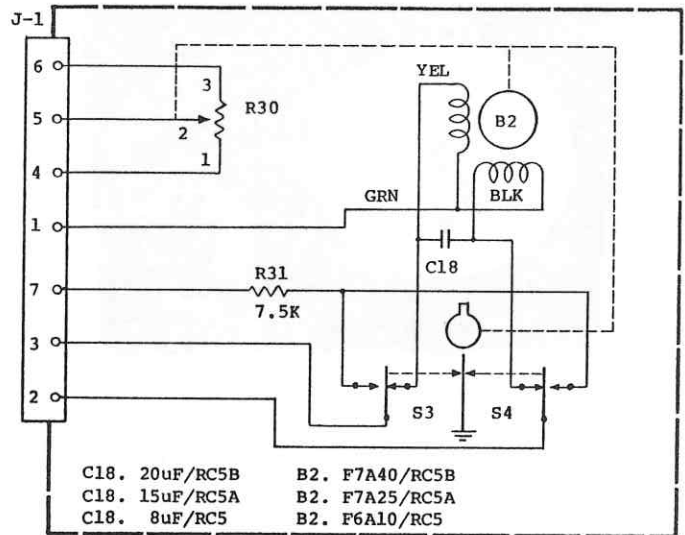 J-1
6
3
R30
5
2
4
1
YEL
B2
GRN
BLK
1
C18
R31
7
7.5K
3
S3
S4
2
C18. 20uF/RC5B
B2. F7A40/RC5B
C18. 15uF/RC5A
B2. F7A25/RC5A
C18. 8uF/RC5
B2. F6A10/RC5